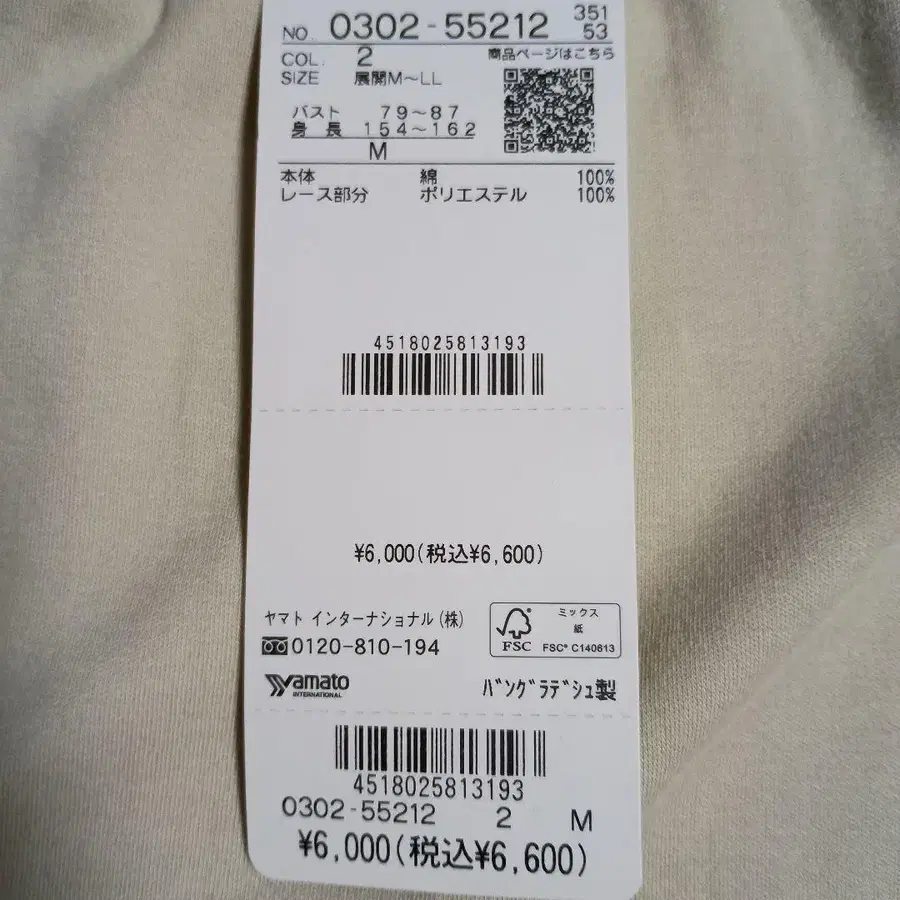 NO. 0302-55212 351
53
COL. 2 商品ページはこちら
SIZE 展開M~LL
バスト 79~87
身長 154~162
M
本体 綿 100%
レース部分 ポリエステル 100%
4518025813193
¥6,000(税込¥6,600)
ヤマト インターナショナル(株)
0120-810-194
ミックス
紙
FSC
FSC® C140613
Yamato
INTERNATIONAL
バングラデシュ製
4518025813193
0302-55212 2 M
¥6,000(税込¥6,600)